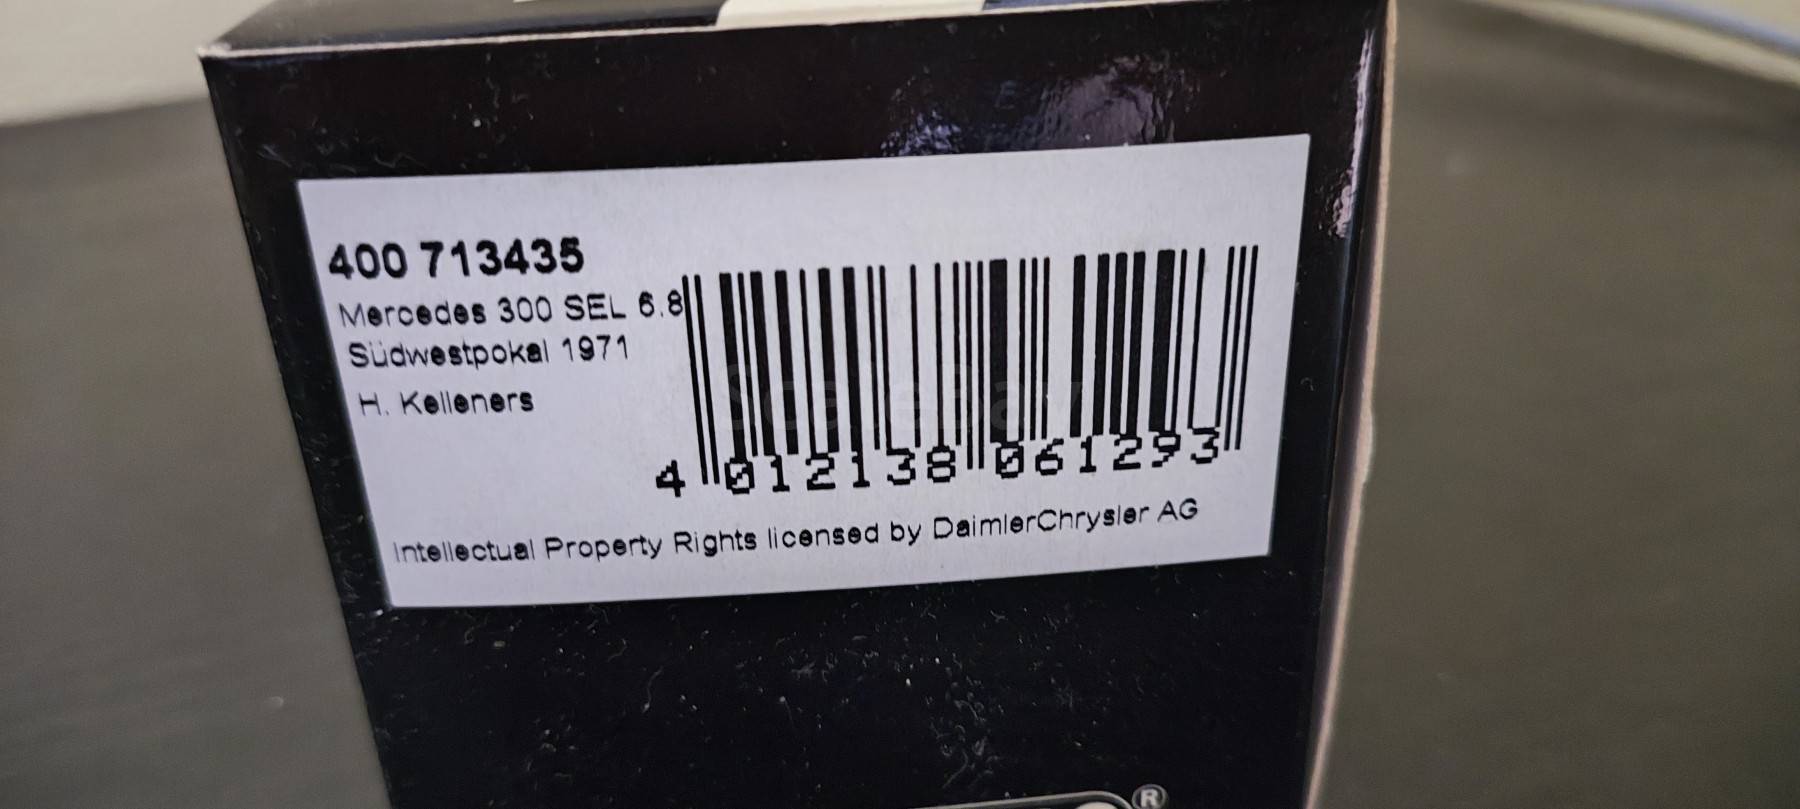 400 713435
Mercedes 300 SEL 6.8
Südwestpokal 1971
H. Kelleners
4 012138 061293
Intellectual Property Rights licensed by DaimlerChrysler AG
ScaleBay
®